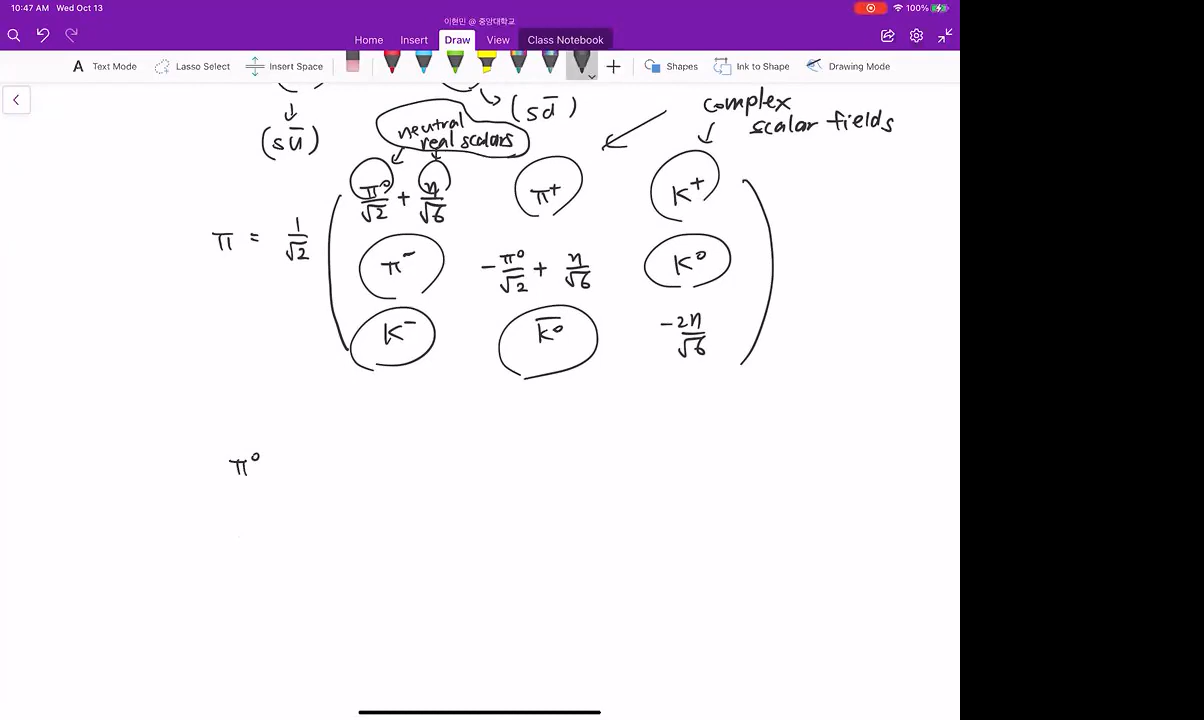 10:47 AM Wed Oct 13
100%
이현민 @ 중앙대학교
Home Insert Draw View Class Notebook
Text Mode Lasso Select Insert Space Shapes Ink to Shape Drawing Mode
(s d̄) complex
(s ū) neutral real scalars scalar fields
π = 1/√2 ( π⁰/√2 + η/√6 π⁺ K⁺
π⁻ -π⁰/√2 + η/√6 K⁰
K⁻ K̄⁰ -2η/√6 )
π⁰